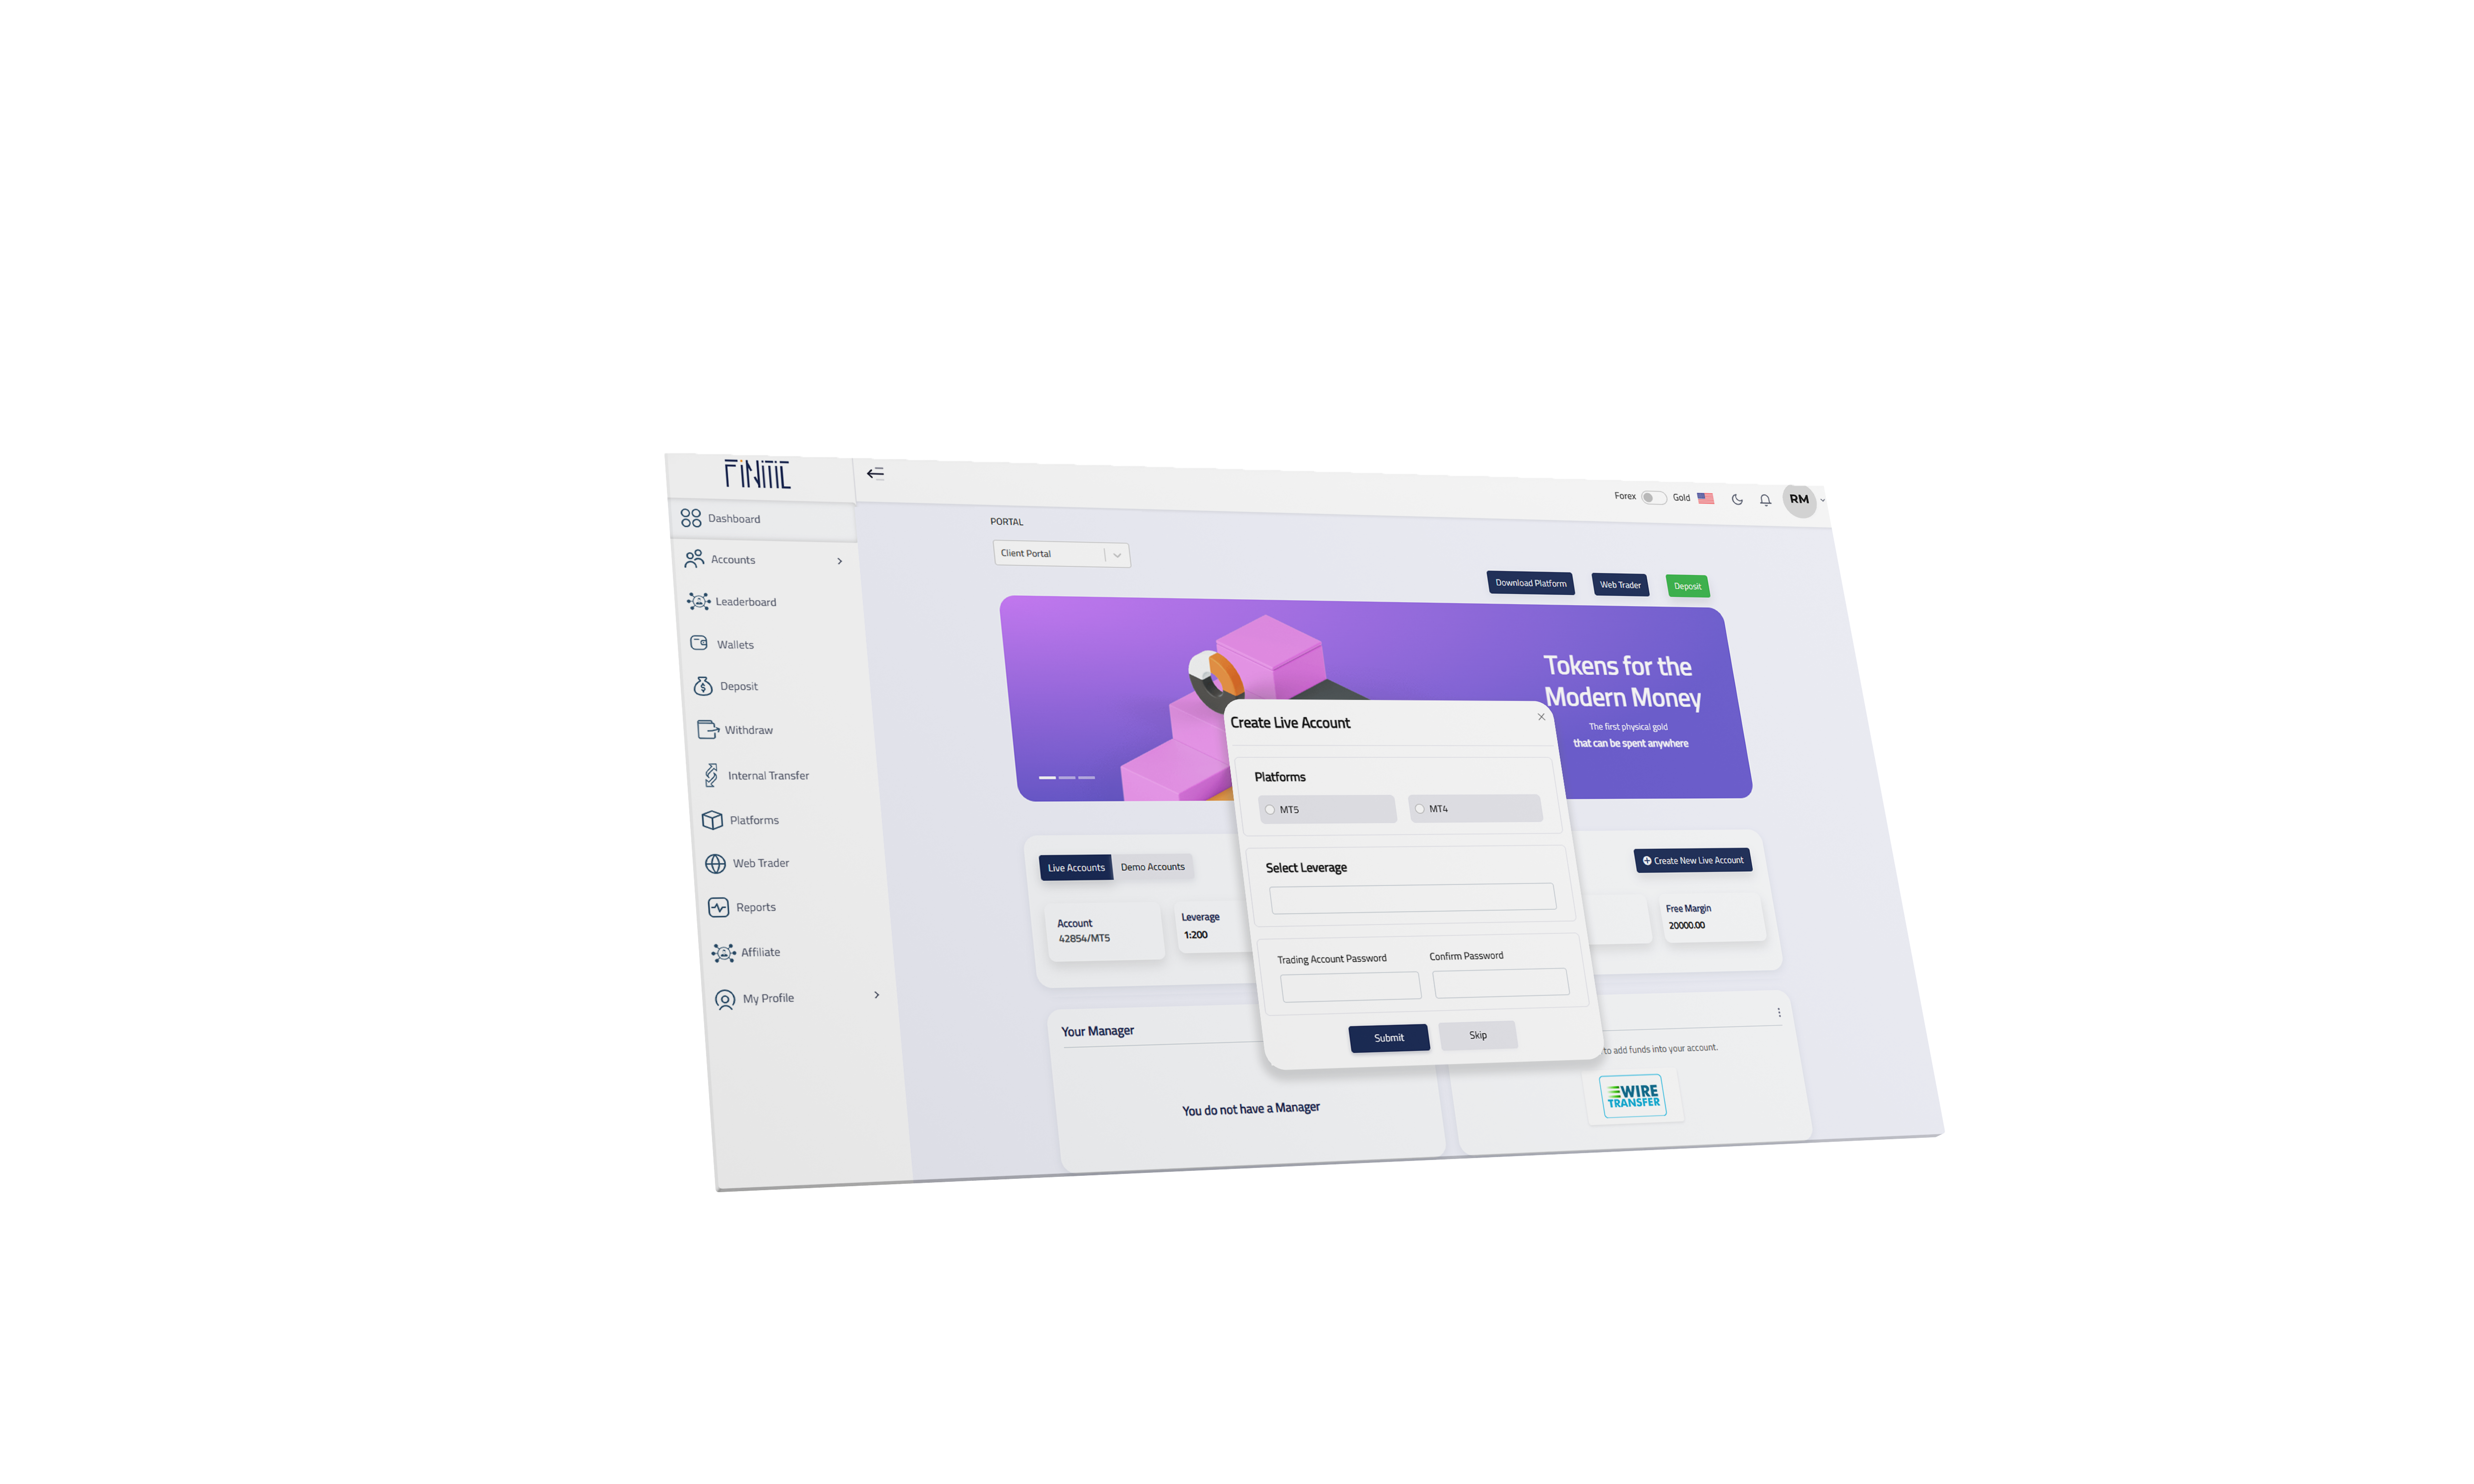 FiNiTiC
Forex
Gold
RM
Dashboard
Accounts
Leaderboard
Wallets
Deposit
Withdraw
Internal Transfer
Platforms
Web Trader
Reports
Affiliate
My Profile
PORTAL
Client Portal
Download Platform
Web Trader
Deposit
Tokens for the
Modern Money
The first physical gold
that can be spent anywhere
Create Live Account
Platforms
MT5
MT4
Select Leverage
Trading Account Password
Confirm Password
Submit
Skip
Live Accounts
Demo Accounts
Create New Live Account
Account
42854/MT5
Leverage
1:200
Free Margin
20000.00
Your Manager
You do not have a Manager
to add funds into your account.
WIRE
TRANSFER